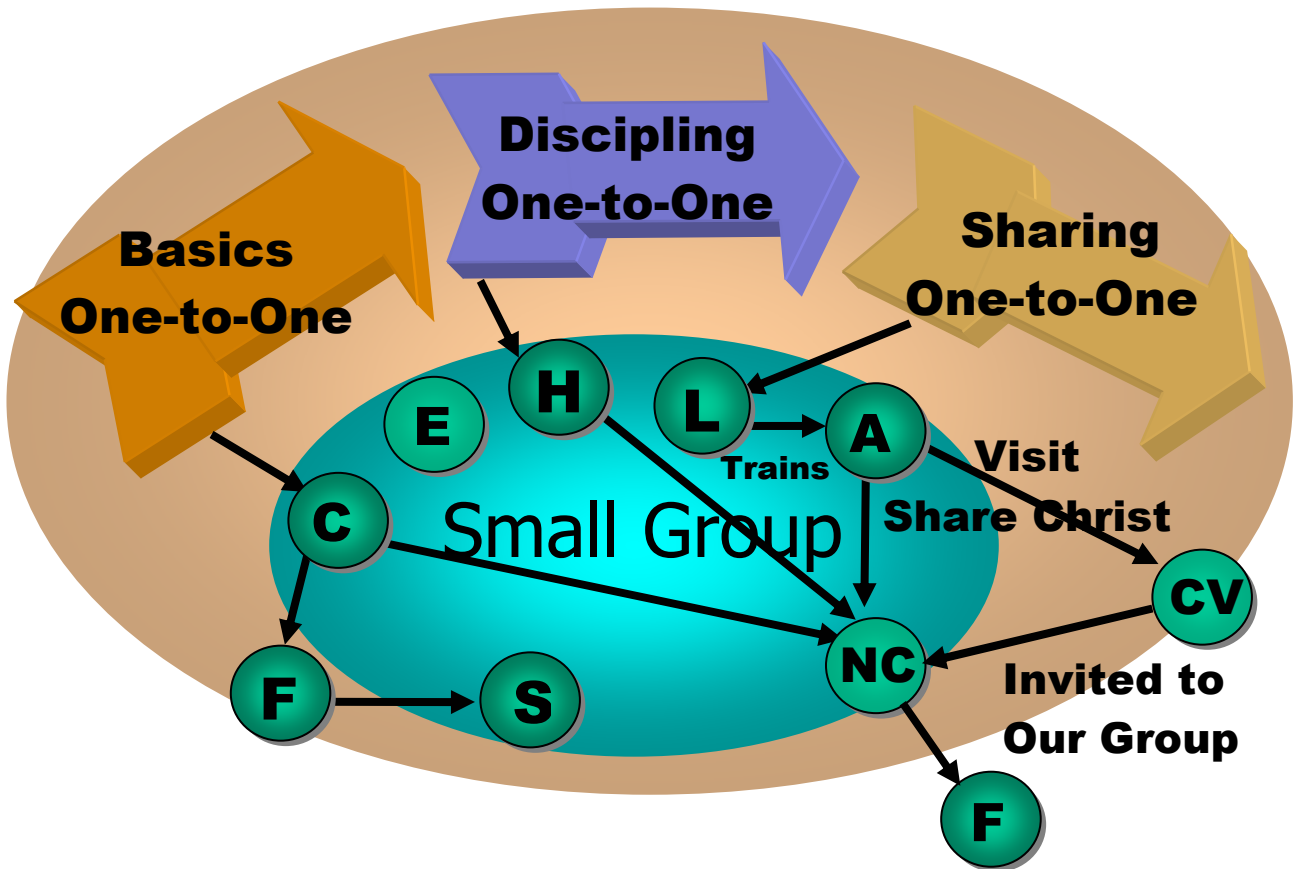 Discipling
One-to-One
Basics
One-to-One
Sharing
One-to-One
E
H
L
A
Trains
Visit
Share Christ
C
Small Group
CV
F
S
NC
Invited to
Our Group
F